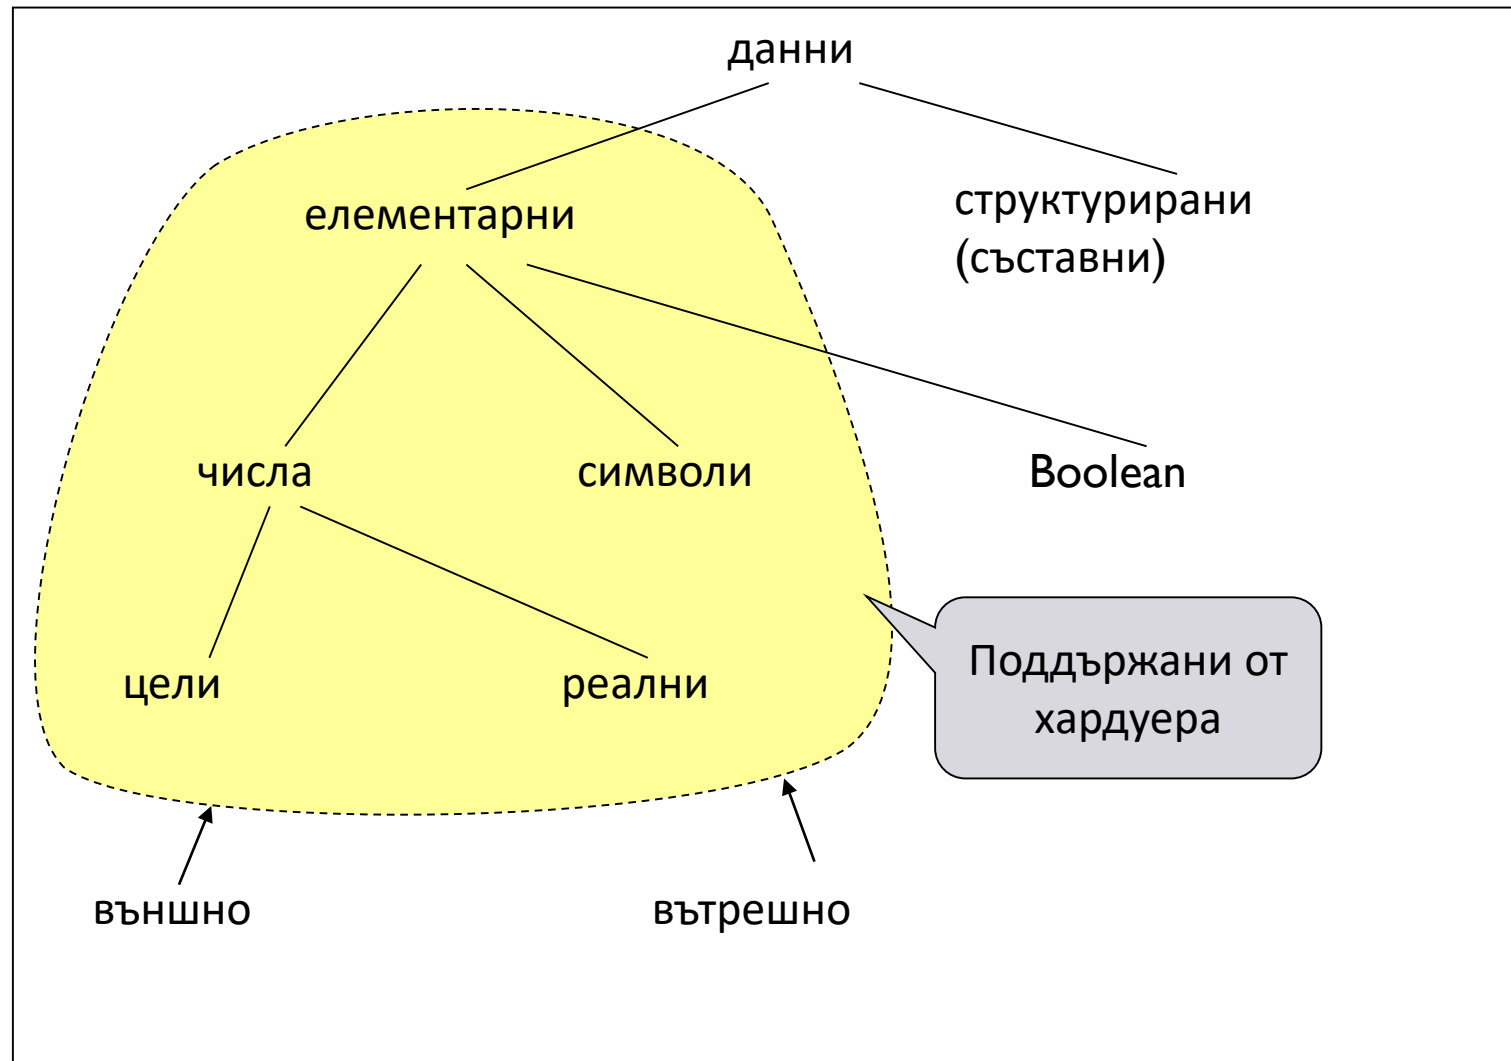 данни
елементарни
структурирани
(съставни)
числа
символи
Boolean
цели
реални
Поддържани от
хардуера
външно
вътрешно